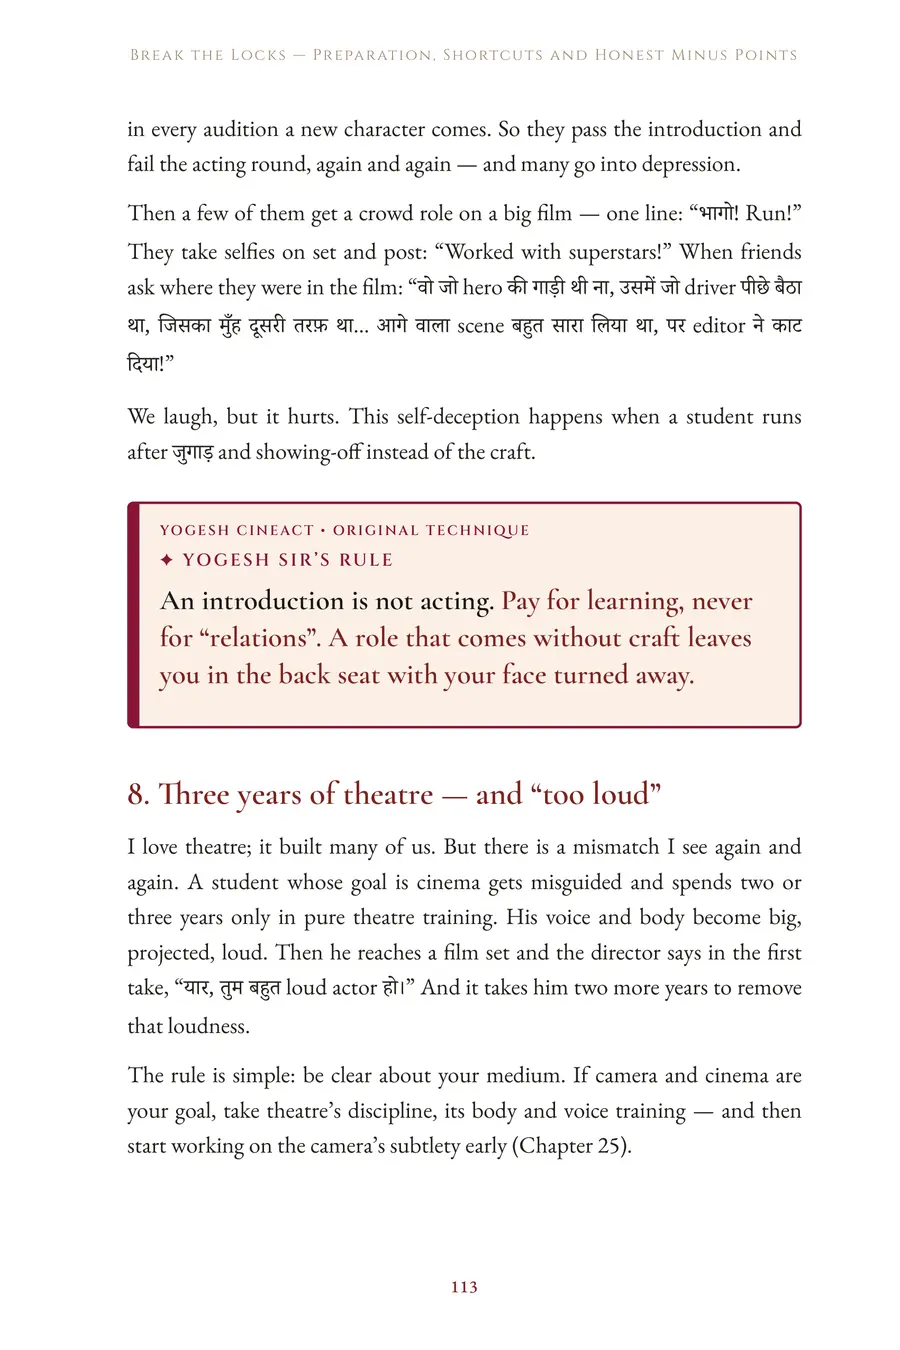 Break the Locks — Preparation, Shortcuts and Honest Minus Points
in every audition a new character comes. So they pass the introduction and
fail the acting round, again and again — and many go into depression.
Then a few of them get a crowd role on a big film — one line: “भागो! Run!”
They take selfies on set and post: “Worked with superstars!” When friends
ask where they were in the film: “वो जो hero की गाड़ी थी ना, उसमें जो driver पीछे बैठा
था, जिसका मुँह दूसरी तरफ़ था... आगे वाला scene बहुत सारा लिया था, पर editor ने काट
दिया!”
We laugh, but it hurts. This self-deception happens when a student runs
after जुगाड़ and showing-off instead of the craft.
YOGESH CINEACT • ORIGINAL TECHNIQUE
✦ YOGESH SIR’S RULE
An introduction is not acting. Pay for learning, never
for “relations”. A role that comes without craft leaves
you in the back seat with your face turned away.
8. Three years of theatre — and “too loud”
I love theatre; it built many of us. But there is a mismatch I see again and
again. A student whose goal is cinema gets misguided and spends two or
three years only in pure theatre training. His voice and body become big,
projected, loud. Then he reaches a film set and the director says in the first
take, “यार, तुम बहुत loud actor हो।” And it takes him two more years to remove
that loudness.
The rule is simple: be clear about your medium. If camera and cinema are
your goal, take theatre’s discipline, its body and voice training — and then
start working on the camera’s subtlety early (Chapter 25).
113